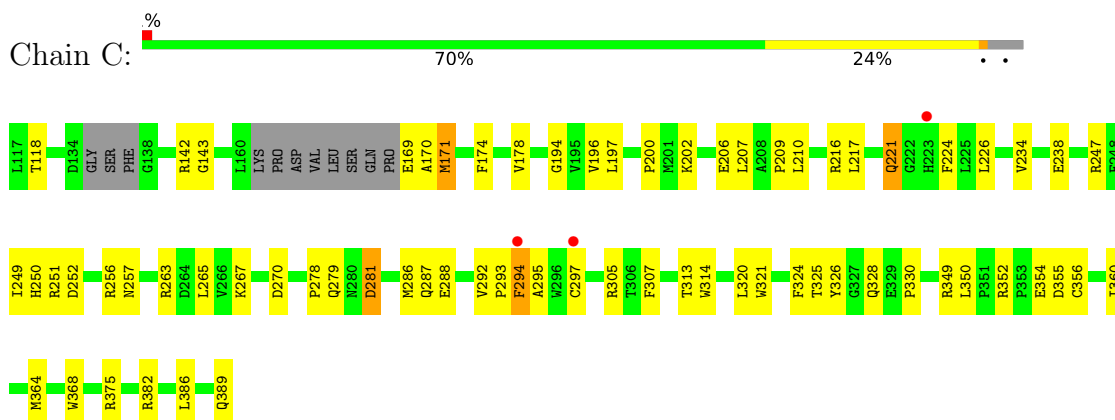 .%
Chain C:
70% 24% . .
L117 T118 D134 GLY SER PHE G138 R142 G143 L160 LYS PRO ASP VAL LEU SER GLN PRO E169 A170 M171 F174 V178 G194 V195 V196 L197 P200 M201 K202 E206 L207 A208 P209 L210 R216 L217 Q221 G222 H223 F224 L225 L226 V234 E238 R247 E248
I249 H250 R251 D252 R256 N257 R263 D264 L265 V266 K267 D270 P278 Q279 N280 D281 M286 Q287 E288 V292 P293 F294 A295 W296 C297 R305 T306 F307 T313 W314 L320 W321 F324 T325 Y326 G327 Q328 E329 P330 R349 L350 P351 R352 P353 E354 D355 C356 I360
M364 W368 R375 R382 L386 Q389